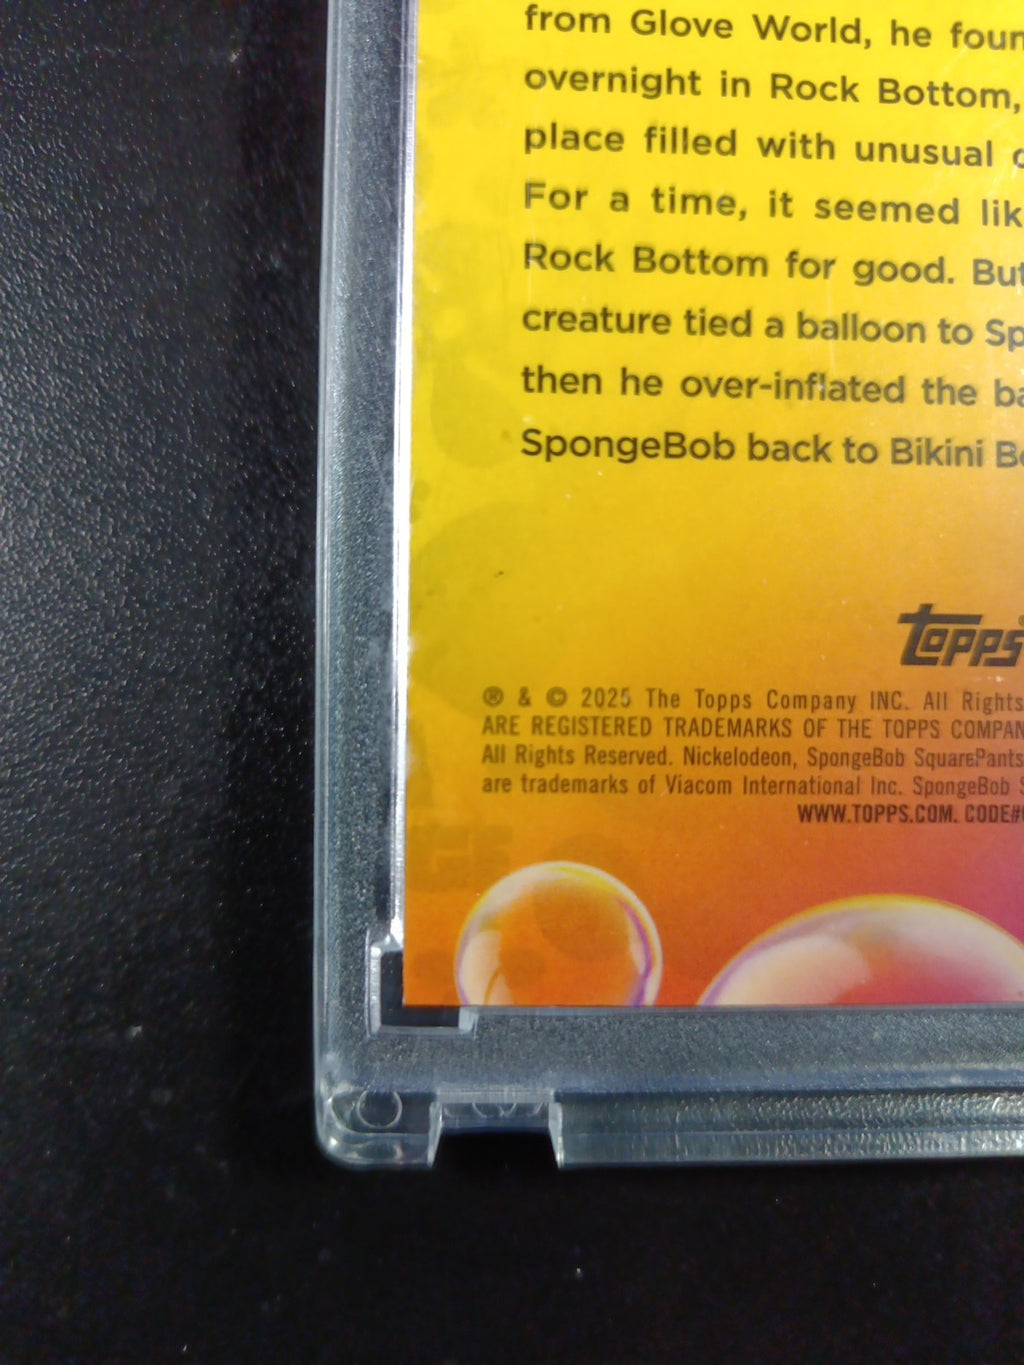 from Glove World, he foun
overnight in Rock Bottom,
place filled with unusual c
For a time, it seemed lik
Rock Bottom for good. But
creature tied a balloon to Sp
then he over-inflated the ba
SpongeBob back to Bikini Bo
TOPPS®
® & © 2025 The Topps Company INC. All Rights
ARE REGISTERED TRADEMARKS OF THE TOPPS COMPAN
All Rights Reserved. Nickelodeon, SpongeBob SquarePants
are trademarks of Viacom International Inc. SpongeBob S
WWW.TOPPS.COM. CODE#